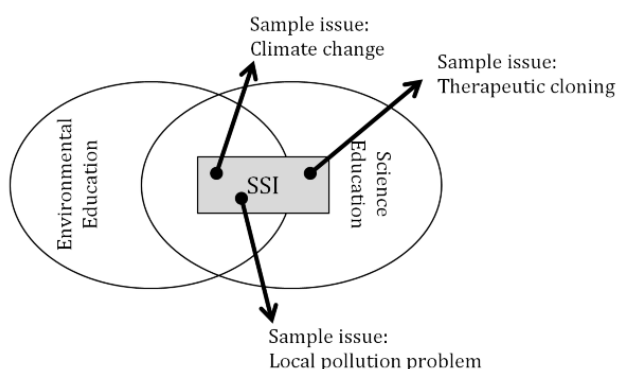 Sample issue:
Climate change
Sample issue:
Therapeutic cloning
Environmental
Education
SSI
Science
Education
Sample issue:
Local pollution problem